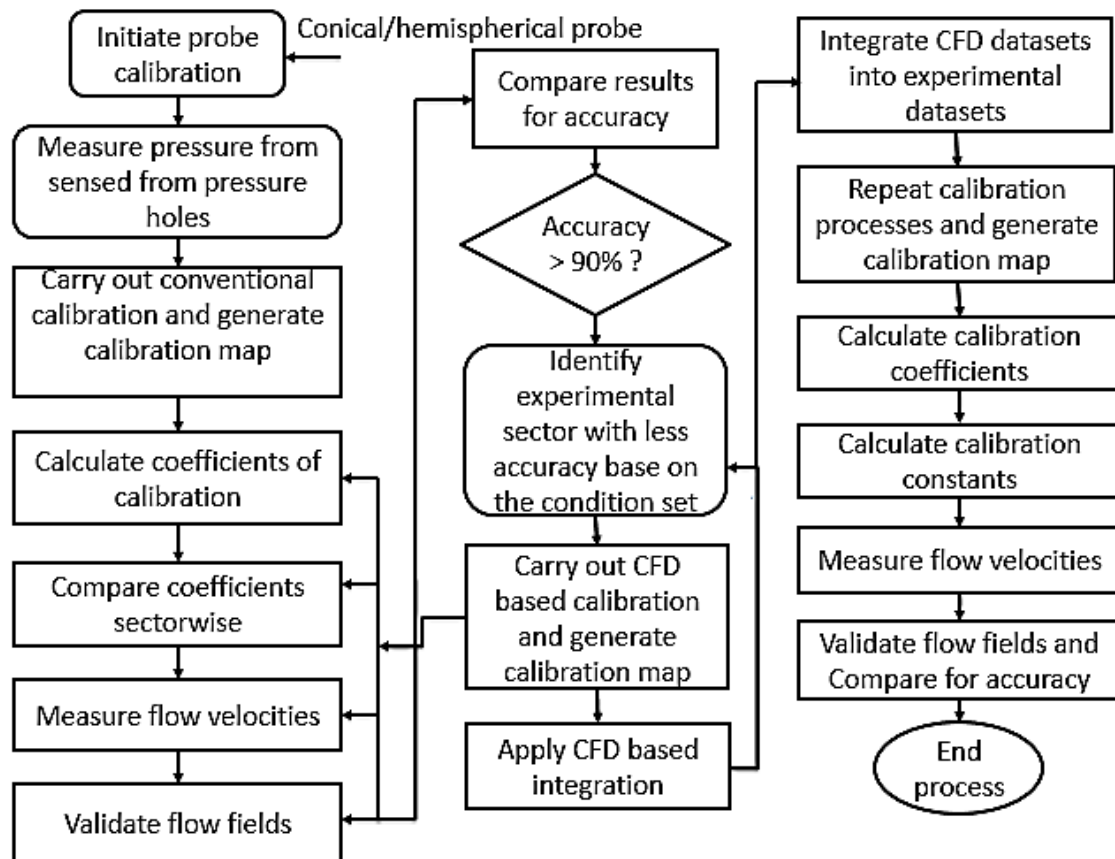 Initiate probe
calibration
Conical/hemispherical probe
Measure pressure from
sensed from pressure
holes
Carry out conventional
calibration and generate
calibration map
Calculate coefficients of
calibration
Compare coefficients
sectorwise
Measure flow velocities
Validate flow fields
Compare results
for accuracy
Accuracy
> 90% ?
Identify
experimental
sector with less
accuracy base on
the condition set
Carry out CFD
based calibration
and generate
calibration map
Apply CFD based
integration
Integrate CFD datasets
into experimental
datasets
Repeat calibration
processes and generate
calibration map
Calculate calibration
coefficients
Calculate calibration
constants
Measure flow velocities
Validate flow fields and
Compare for accuracy
End
process